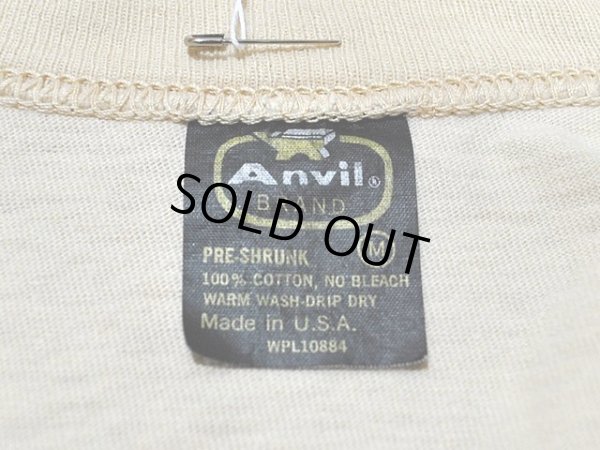 Anvil®
BRAND
SOLD OUT
M
PRE-SHRUNK
100% COTTON, NO BLEACH
WARM WASH-DRIP DRY
Made in U.S.A.
WPL10884